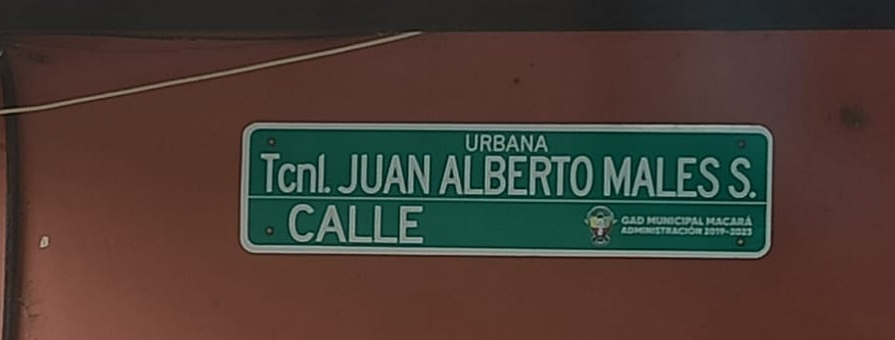 URBANA
Tcnl. JUAN ALBERTO MALES S.
CALLE
GAD MUNICIPAL MACARÁ
ADMINISTRACIÓN 2019-2023